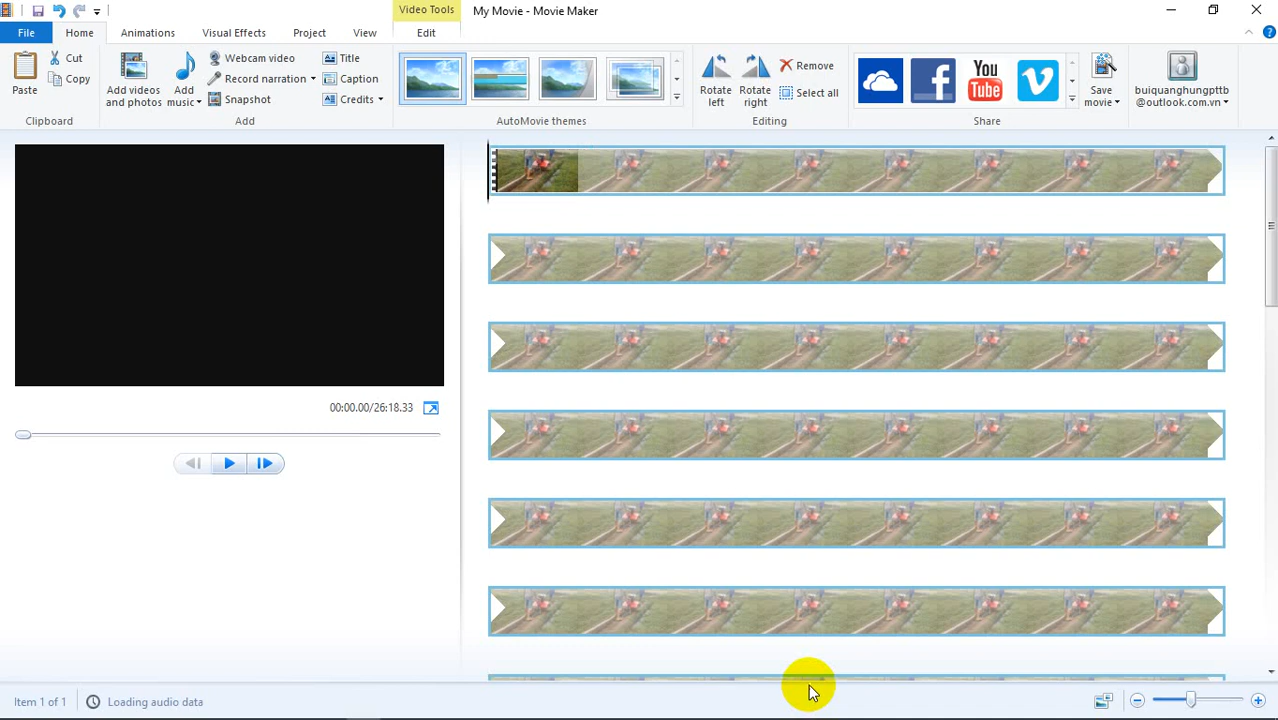 Video Tools
My Movie - Movie Maker
File
Home
Animations
Visual Effects
Project
View
Edit
Paste
Cut
Copy
Clipboard
Add videos
and photos
Add
music
Webcam video
Record narration
Snapshot
Title
Caption
Credits
Add
AutoMovie themes
Rotate
left
Rotate
right
Remove
Select all
Editing
You
Tube
Share
Save
movie
buiquanghungpttb
@outlook.com.vn
00:00.00/26:18.33
Item 1 of 1
Loading audio data